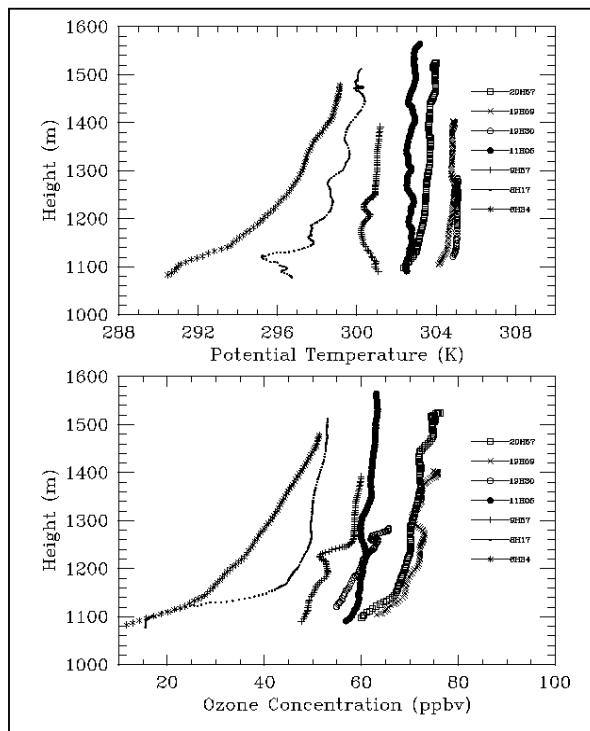 1600
1500
1400
1300
1200
1100
1000
Height (m)
20H57
19H59
19H30
11H05
9H57
8H17
6H34
288 292 296 300 304 308
Potential Temperature (K)
1600
1500
1400
1300
1200
1100
1000
Height (m)
20H57
19H59
19H30
11H05
9H57
8H17
6H34
20 40 60 80 100
Ozone Concentration (ppbv)